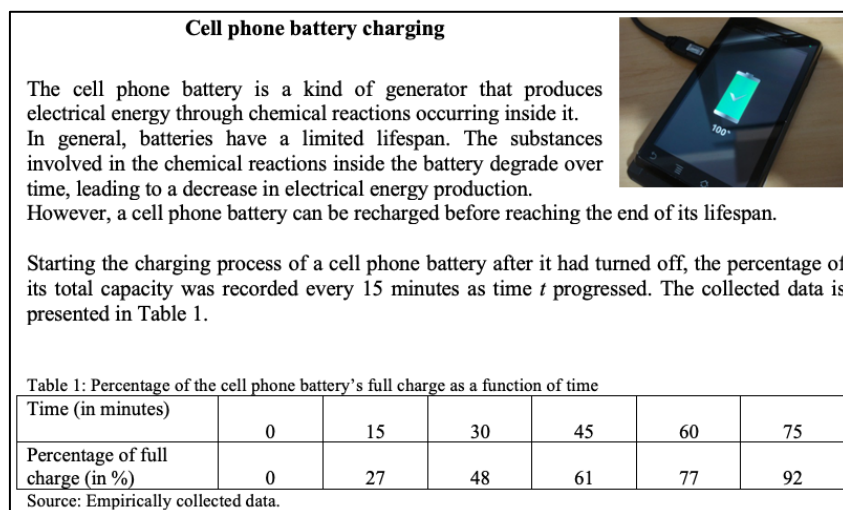 Cell phone battery charging
The cell phone battery is a kind of generator that produces
electrical energy through chemical reactions occurring inside it.
In general, batteries have a limited lifespan. The substances
involved in the chemical reactions inside the battery degrade over
time, leading to a decrease in electrical energy production.
However, a cell phone battery can be recharged before reaching the end of its lifespan.
100
Starting the charging process of a cell phone battery after it had turned off, the percentage of
its total capacity was recorded every 15 minutes as time t progressed. The collected data is
presented in Table 1.
Table 1: Percentage of the cell phone battery's full charge as a function of time
Time (in minutes) 0 15 30 45 60 75
Percentage of full
charge (in %) 0 27 48 61 77 92
Source: Empirically collected data.